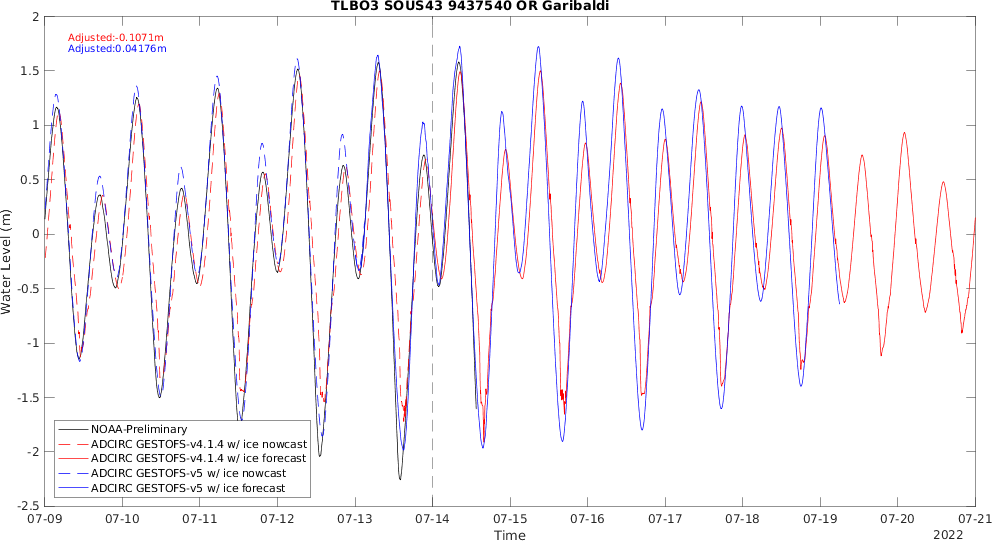 TLBO3 SOUS43 9437540 OR Garibaldi
Adjusted:-0.1071m
Adjusted:0.04176m
2
1.5
1
0.5
0
-0.5
-1
-1.5
-2
-2.5
Water Level (m)
NOAA-Preliminary
ADCIRC GESTOFS-v4.1.4 w/ ice nowcast
ADCIRC GESTOFS-v4.1.4 w/ ice forecast
ADCIRC GESTOFS-v5 w/ ice nowcast
ADCIRC GESTOFS-v5 w/ ice forecast
07-09 07-10 07-11 07-12 07-13 07-14 07-15 07-16 07-17 07-18 07-19 07-20 07-21
Time
2022